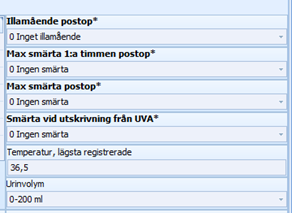 Illamående postop*
0 Inget illamående
Max smärta 1:a timmen postop*
0 Ingen smärta
Max smärta postop*
0 Ingen smärta
Smärta vid utskrivning från UVA*
0 Ingen smärta
Temperatur, lägsta registrerade
36,5
Urinvolym
0-200 ml